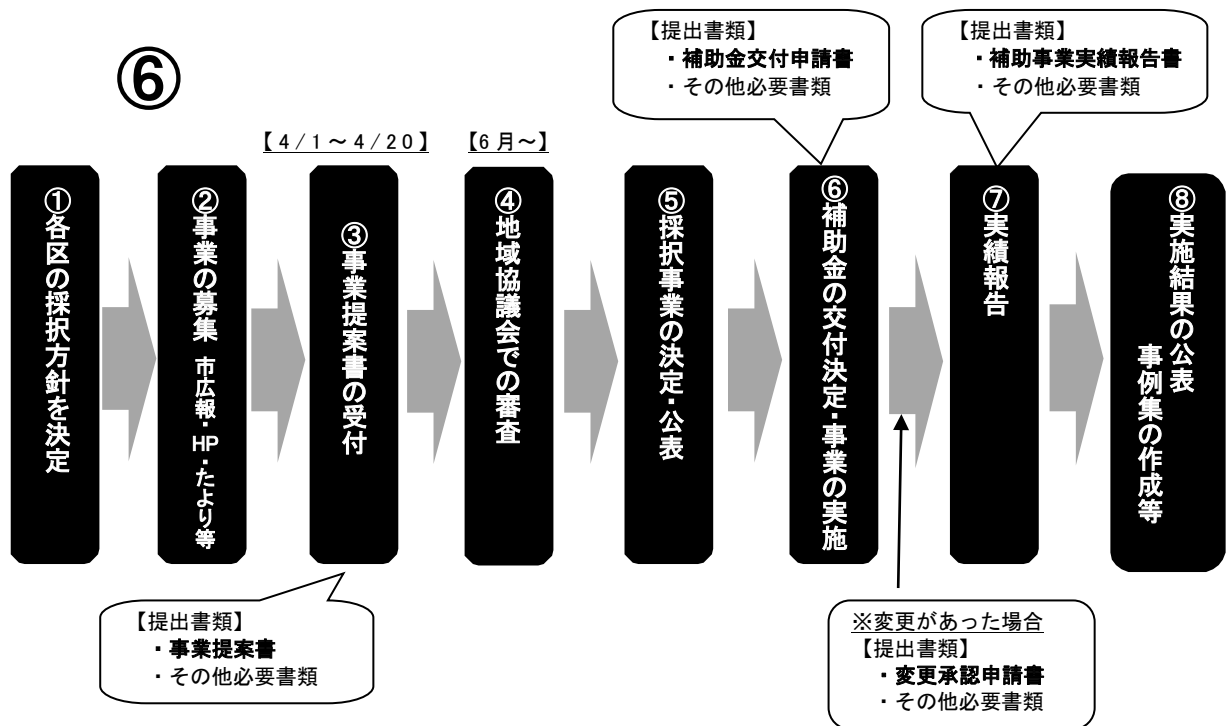 ⑥
【提出書類】
・補助金交付申請書
・その他必要書類
【提出書類】
・補助事業実績報告書
・その他必要書類
【4/1~4/20】
【6月~】
①各区の採択方針を決定
②事業の募集 市広報・HP・たより等
③事業提案書の受付
④地域協議会での審査
⑤採択事業の決定・公表
⑥補助金の交付決定・事業の実施
⑦実績報告
⑧実施結果の公表
事例集の作成等
【提出書類】
・事業提案書
・その他必要書類
※変更があった場合
【提出書類】
・変更承認申請書
・その他必要書類